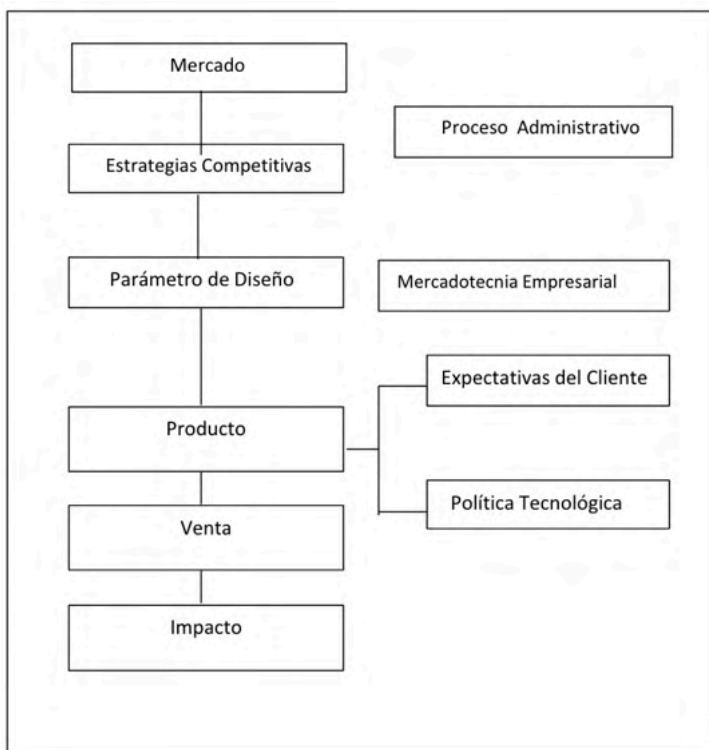 Mercado
Proceso Administrativo
Estrategias Competitivas
Parámetro de Diseño
Mercadotecnia Empresarial
Expectativas del Cliente
Producto
Política Tecnológica
Venta
Impacto